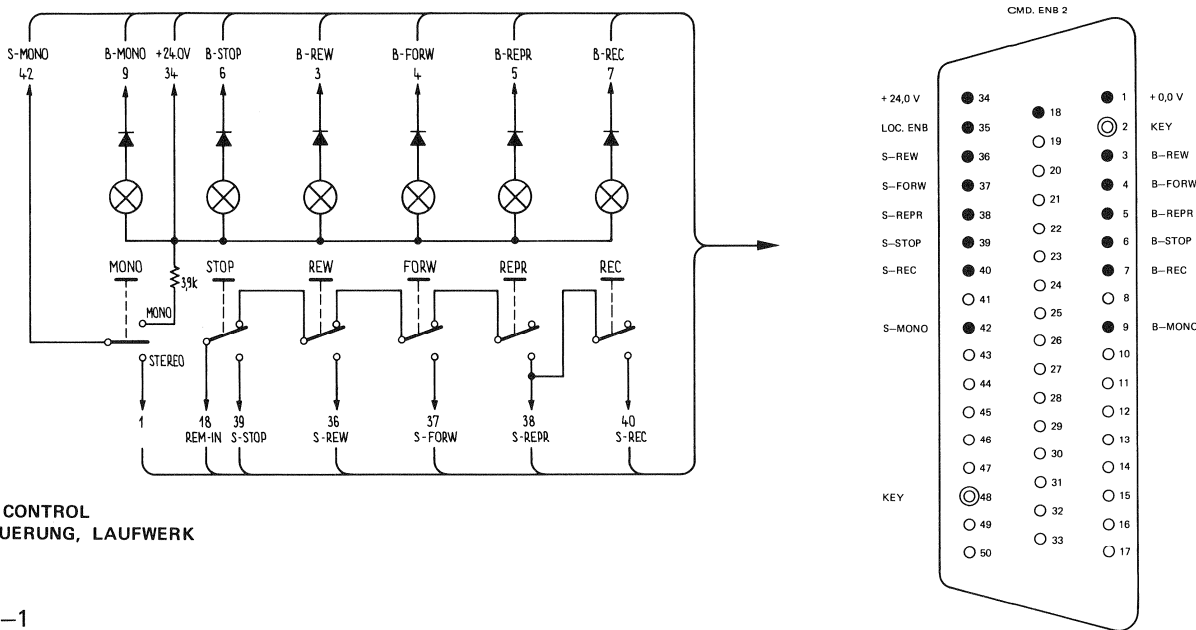 CMD. ENB 2
S-MONO B-MONO +24.0V B-STOP B-REW B-FORW B-REPR B-REC
42 9 34 6 3 4 5 7
MONO STOP REW FORW REPR REC
3,9k
MONO
STEREO
1 18 39 36 37 38 40
REM-IN S-STOP S-REW S-FORW S-REPR S-REC
CONTROL
UERUNG, LAUFWERK
–1
+ 24,0 V 34
LOC. ENB 35
S–REW 36
S–FORW 37
S–REPR 38
S–STOP 39
S–REC 40
41
S–MONO 42
43
44
45
46
47
KEY 48
49
50
18
19
20
21
22
23
24
25
26
27
28
29
30
31
32
33
1 + 0,0 V
2 KEY
3 B–REW
4 B–FORW
5 B–REPR
6 B–STOP
7 B–REC
8
9 B–MONO
10
11
12
13
14
15
16
17